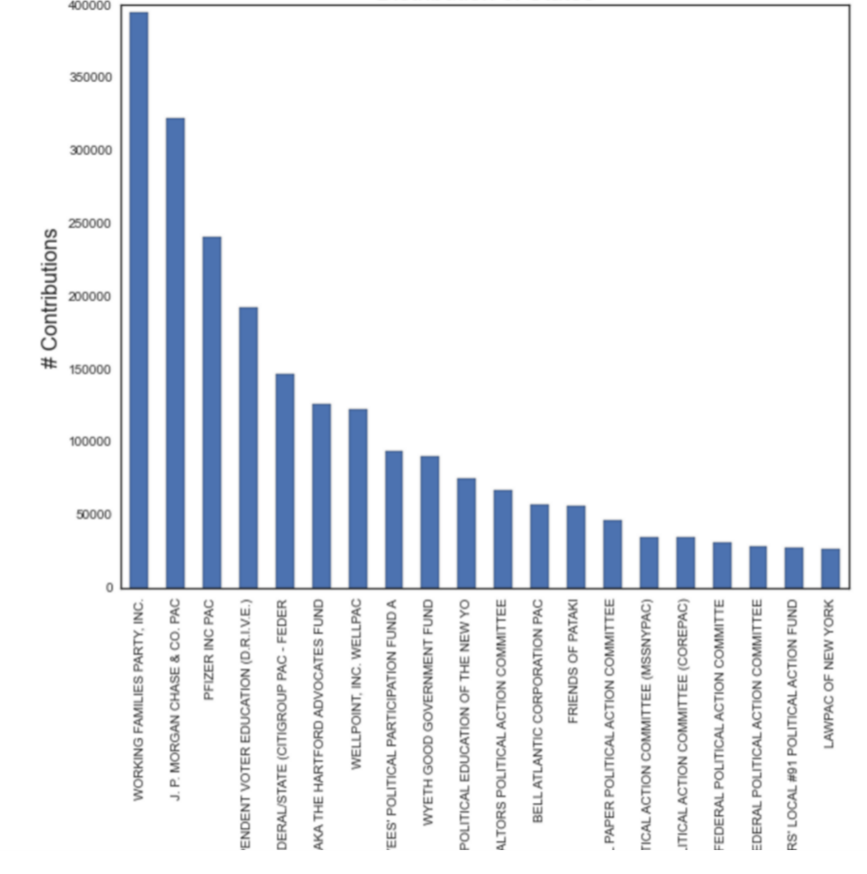 400000
350000
300000
250000
200000
150000
100000
50000
0
# Contributions
WORKING FAMILIES PARTY, INC.
J. P. MORGAN CHASE & CO. PAC
PFIZER INC PAC
ENDENT VOTER EDUCATION (D.R.I.V.E.)
DERAL/STATE (CITIGROUP PAC - FEDER
AKA THE HARTFORD ADVOCATES FUND
WELLPOINT, INC. WELLPAC
EES' POLITICAL PARTICIPATION FUND A
WYETH GOOD GOVERNMENT FUND
POLITICAL EDUCATION OF THE NEW YO
ALTORS POLITICAL ACTION COMMITTEE
BELL ATLANTIC CORPORATION PAC
FRIENDS OF PATAKI
. PAPER POLITICAL ACTION COMMITTEE
TICAL ACTION COMMITTEE (MSSNYPAC)
ITICAL ACTION COMMITTEE (COREPAC)
FEDERAL POLITICAL ACTION COMMITTE
EDERAL POLITICAL ACTION COMMITTEE
RS' LOCAL #91 POLITICAL ACTION FUND
LAWPAC OF NEW YORK